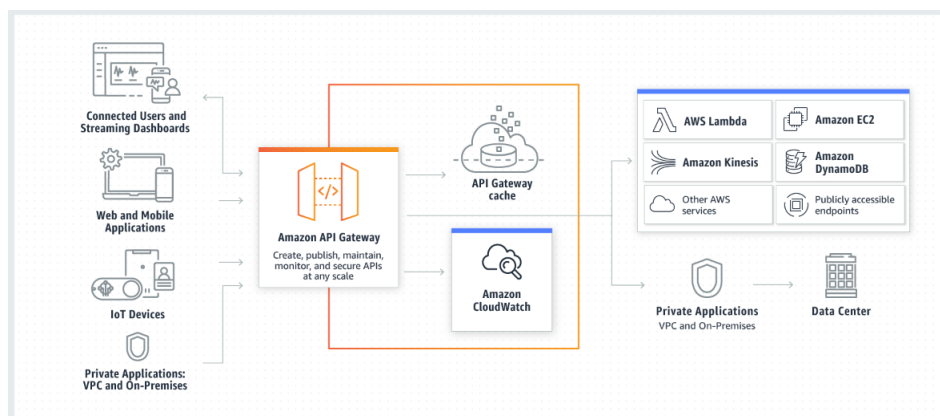 Connected Users and
Streaming Dashboards
Web and Mobile
Applications
IoT Devices
Private Applications:
VPC and On-Premises
</>
Amazon API Gateway
Create, publish, maintain,
monitor, and secure APIs
at any scale
API Gateway
cache
Amazon
CloudWatch
AWS Lambda
Amazon EC2
Amazon Kinesis
Amazon
DynamoDB
Other AWS
services
Publicly accessible
endpoints
Private Applications
VPC and On-Premises
Data Center